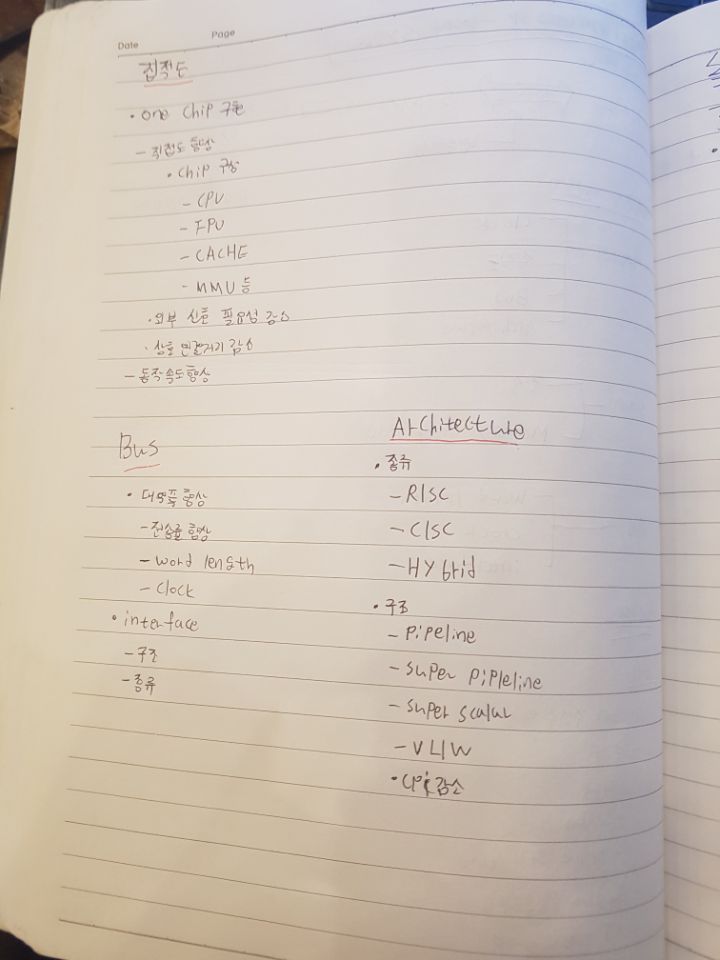 Date Page
집적도
• one chip 구현
- 직접도 향상
• chip 구성
- CPU
- FPU
- CACHE
- MMU 등
• 외부 신호 필요성 감소
• 상호 연결거리 감소
- 동작속도향상
Bus
• 대역폭 향상
- 전송률 향상
- word length
- clock
• interface
- 구조
- 종류
Architecture
• 종류
- RISC
- CISC
- HYbrid
• 구조
- Pipeline
- super pipleline
- super scalar
- VLIW
• CPI 감소